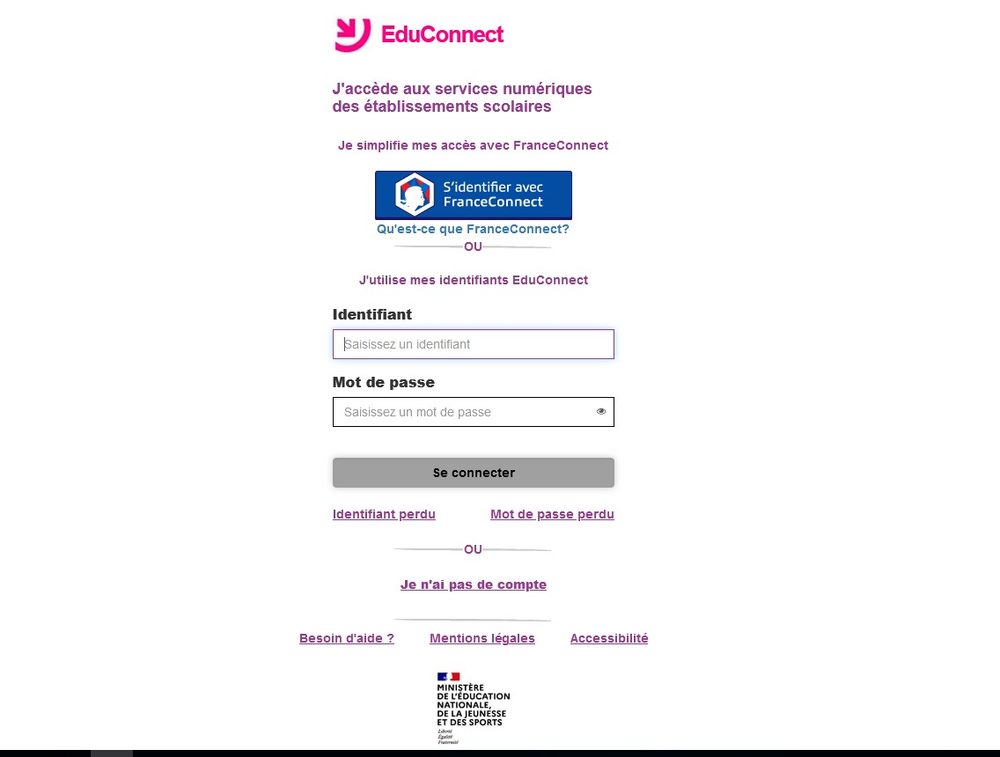 EduConnect
J'accède aux services numériques
des établissements scolaires
Je simplifie mes accès avec FranceConnect
S'identifier avec
FranceConnect
Qu'est-ce que FranceConnect?
OU
J'utilise mes identifiants EduConnect
Identifiant
Saisissez un identifiant
Mot de passe
Saisissez un mot de passe
Se connecter
Identifiant perdu Mot de passe perdu
OU
Je n'ai pas de compte
Besoin d'aide ? Mentions légales Accessibilité
MINISTÈRE
DE L'ÉDUCATION
NATIONALE,
DE LA JEUNESSE
ET DES SPORTS
Liberté
Égalité
Fraternité